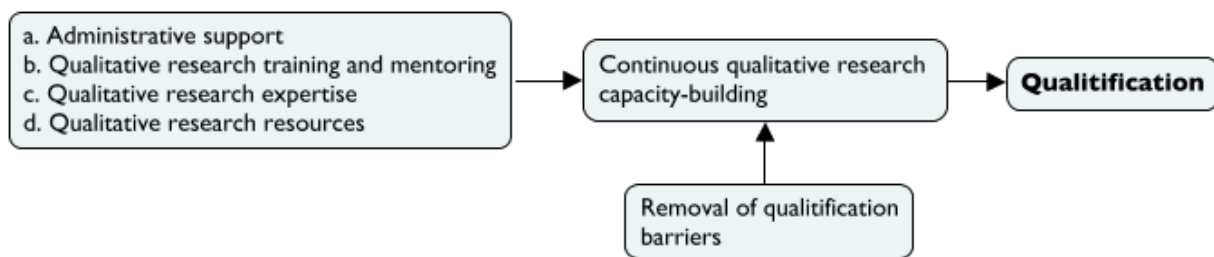 a. Administrative support
b. Qualitative research training and mentoring
c. Qualitative research expertise
d. Qualitative research resources
Continuous qualitative research
capacity-building
Qualitification
Removal of qualitification
barriers